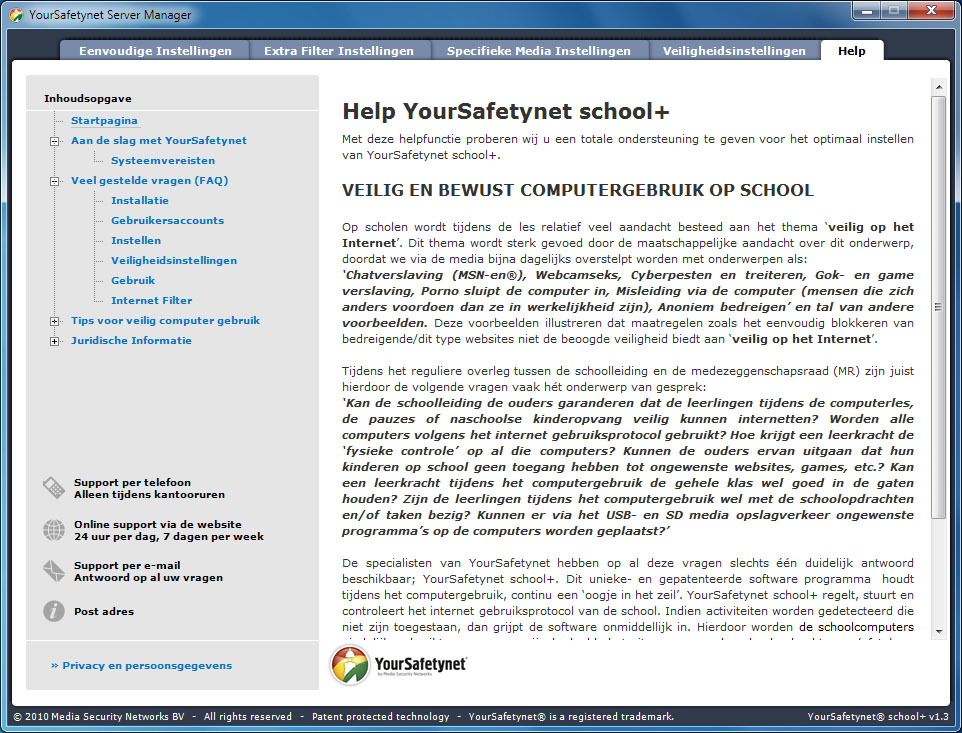 YourSafetynet Server Manager
Eenvoudige Instellingen
Extra Filter Instellingen
Specifieke Media Instellingen
Veiligheidsinstellingen
Help
Inhoudsopgave
Startpagina
Aan de slag met YourSafetynet
Systeemvereisten
Veel gestelde vragen (FAQ)
Installatie
Gebruikersaccounts
Instellen
Veiligheidsinstellingen
Gebruik
Internet Filter
Tips voor veilig computer gebruik
Juridische Informatie
Support per telefoon
Alleen tijdens kantooruren
Online support via de website
24 uur per dag, 7 dagen per week
Support per e-mail
Antwoord op al uw vragen
Post adres
» Privacy en persoonsgegevens
Help YourSafetynet school+
Met deze helpfunctie proberen wij u een totale ondersteuning te geven voor het optimaal instellen
van YourSafetynet school+.
VEILIG EN BEWUST COMPUTERGEBRUIK OP SCHOOL
Op scholen wordt tijdens de les relatief veel aandacht besteed aan het thema ‘veilig op het
Internet’. Dit thema wordt sterk gevoed door de maatschappelijke aandacht over dit onderwerp,
doordat we via de media bijna dagelijks overstelpt worden met onderwerpen als:
‘Chatverslaving (MSN-en®), Webcamseks, Cyberpesten en treiteren, Gok- en game
verslaving, Porno sluipt de computer in, Misleiding via de computer (mensen die zich
anders voordoen dan ze in werkelijkheid zijn), Anoniem bedreigen’ en tal van andere
voorbeelden. Deze voorbeelden illustreren dat maatregelen zoals het eenvoudig blokkeren van
bedreigende/dit type websites niet de beoogde veiligheid biedt aan ‘veilig op het Internet’.
Tijdens het reguliere overleg tussen de schoolleiding en de medezeggenschapsraad (MR) zijn juist
hierdoor de volgende vragen vaak hét onderwerp van gesprek:
‘Kan de schoolleiding de ouders garanderen dat de leerlingen tijdens de computerles,
de pauzes of naschoolse kinderopvang veilig kunnen internetten? Worden alle
computers volgens het internet gebruiksprotocol gebruikt? Hoe krijgt een leerkracht de
‘fysieke controle’ op al die computers? Kunnen de ouders ervan uitgaan dat hun
kinderen op school geen toegang hebben tot ongewenste websites, games, etc.? Kan
een leerkracht tijdens het computergebruik de gehele klas wel goed in de gaten
houden? Zijn de leerlingen tijdens het computergebruik wel met de schoolopdrachten
en/of taken bezig? Kunnen er via het USB- en SD media opslagverkeer ongewenste
programma’s op de computers worden geplaatst?’
De specialisten van YourSafetynet hebben op al deze vragen slechts één duidelijk antwoord
beschikbaar; YourSafetynet school+. Dit unieke- en gepatenteerde software programma houdt
tijdens het computergebruik, continu een ‘oogje in het zeil’. YourSafetynet school+ regelt, stuurt en
controleert het internet gebruiksprotocol van de school. Indien activiteiten worden gedetecteerd die
niet zijn toegestaan, dan grijpt de software onmiddellijk in. Hierdoor worden de schoolcomputers
YourSafetynet®
by Media Security Networks
© 2010 Media Security Networks BV - All rights reserved - Patent protected technology - YourSafetynet® is a registered trademark.
YourSafetynet® school+ v1.3